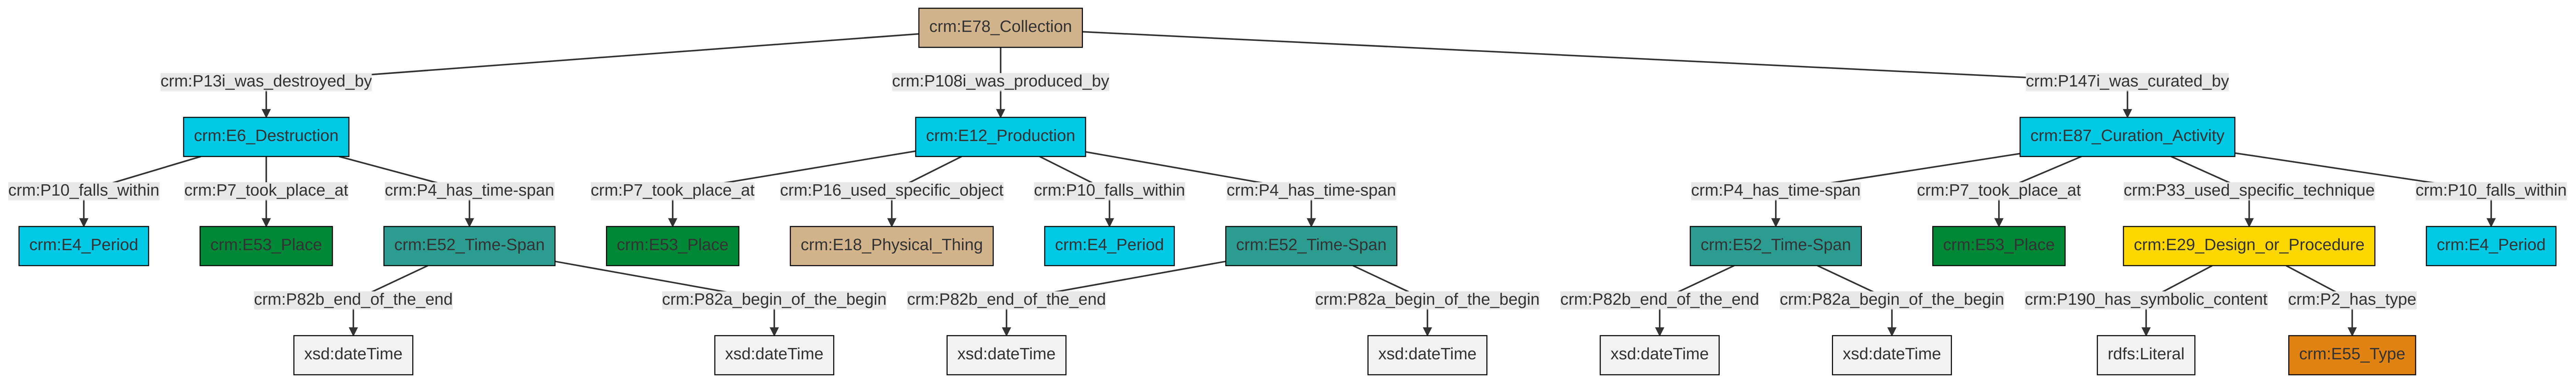 crm:E78_Collection
crm:P13i_was_destroyed_by
crm:P108i_was_produced_by
crm:P147i_was_curated_by
crm:E6_Destruction
crm:E12_Production
crm:E87_Curation_Activity
crm:P10_falls_within
crm:P7_took_place_at
crm:P4_has_time-span
crm:P7_took_place_at
crm:P16_used_specific_object
crm:P10_falls_within
crm:P4_has_time-span
crm:P4_has_time-span
crm:P7_took_place_at
crm:P33_used_specific_technique
crm:P10_falls_within
crm:E4_Period
crm:E53_Place
crm:E52_Time-Span
crm:E53_Place
crm:E18_Physical_Thing
crm:E4_Period
crm:E52_Time-Span
crm:E52_Time-Span
crm:E53_Place
crm:E29_Design_or_Procedure
crm:E4_Period
crm:P82b_end_of_the_end
crm:P82a_begin_of_the_begin
crm:P82b_end_of_the_end
crm:P82a_begin_of_the_begin
crm:P82b_end_of_the_end
crm:P82a_begin_of_the_begin
crm:P190_has_symbolic_content
crm:P2_has_type
xsd:dateTime
xsd:dateTime
xsd:dateTime
xsd:dateTime
xsd:dateTime
xsd:dateTime
rdfs:Literal
crm:E55_Type